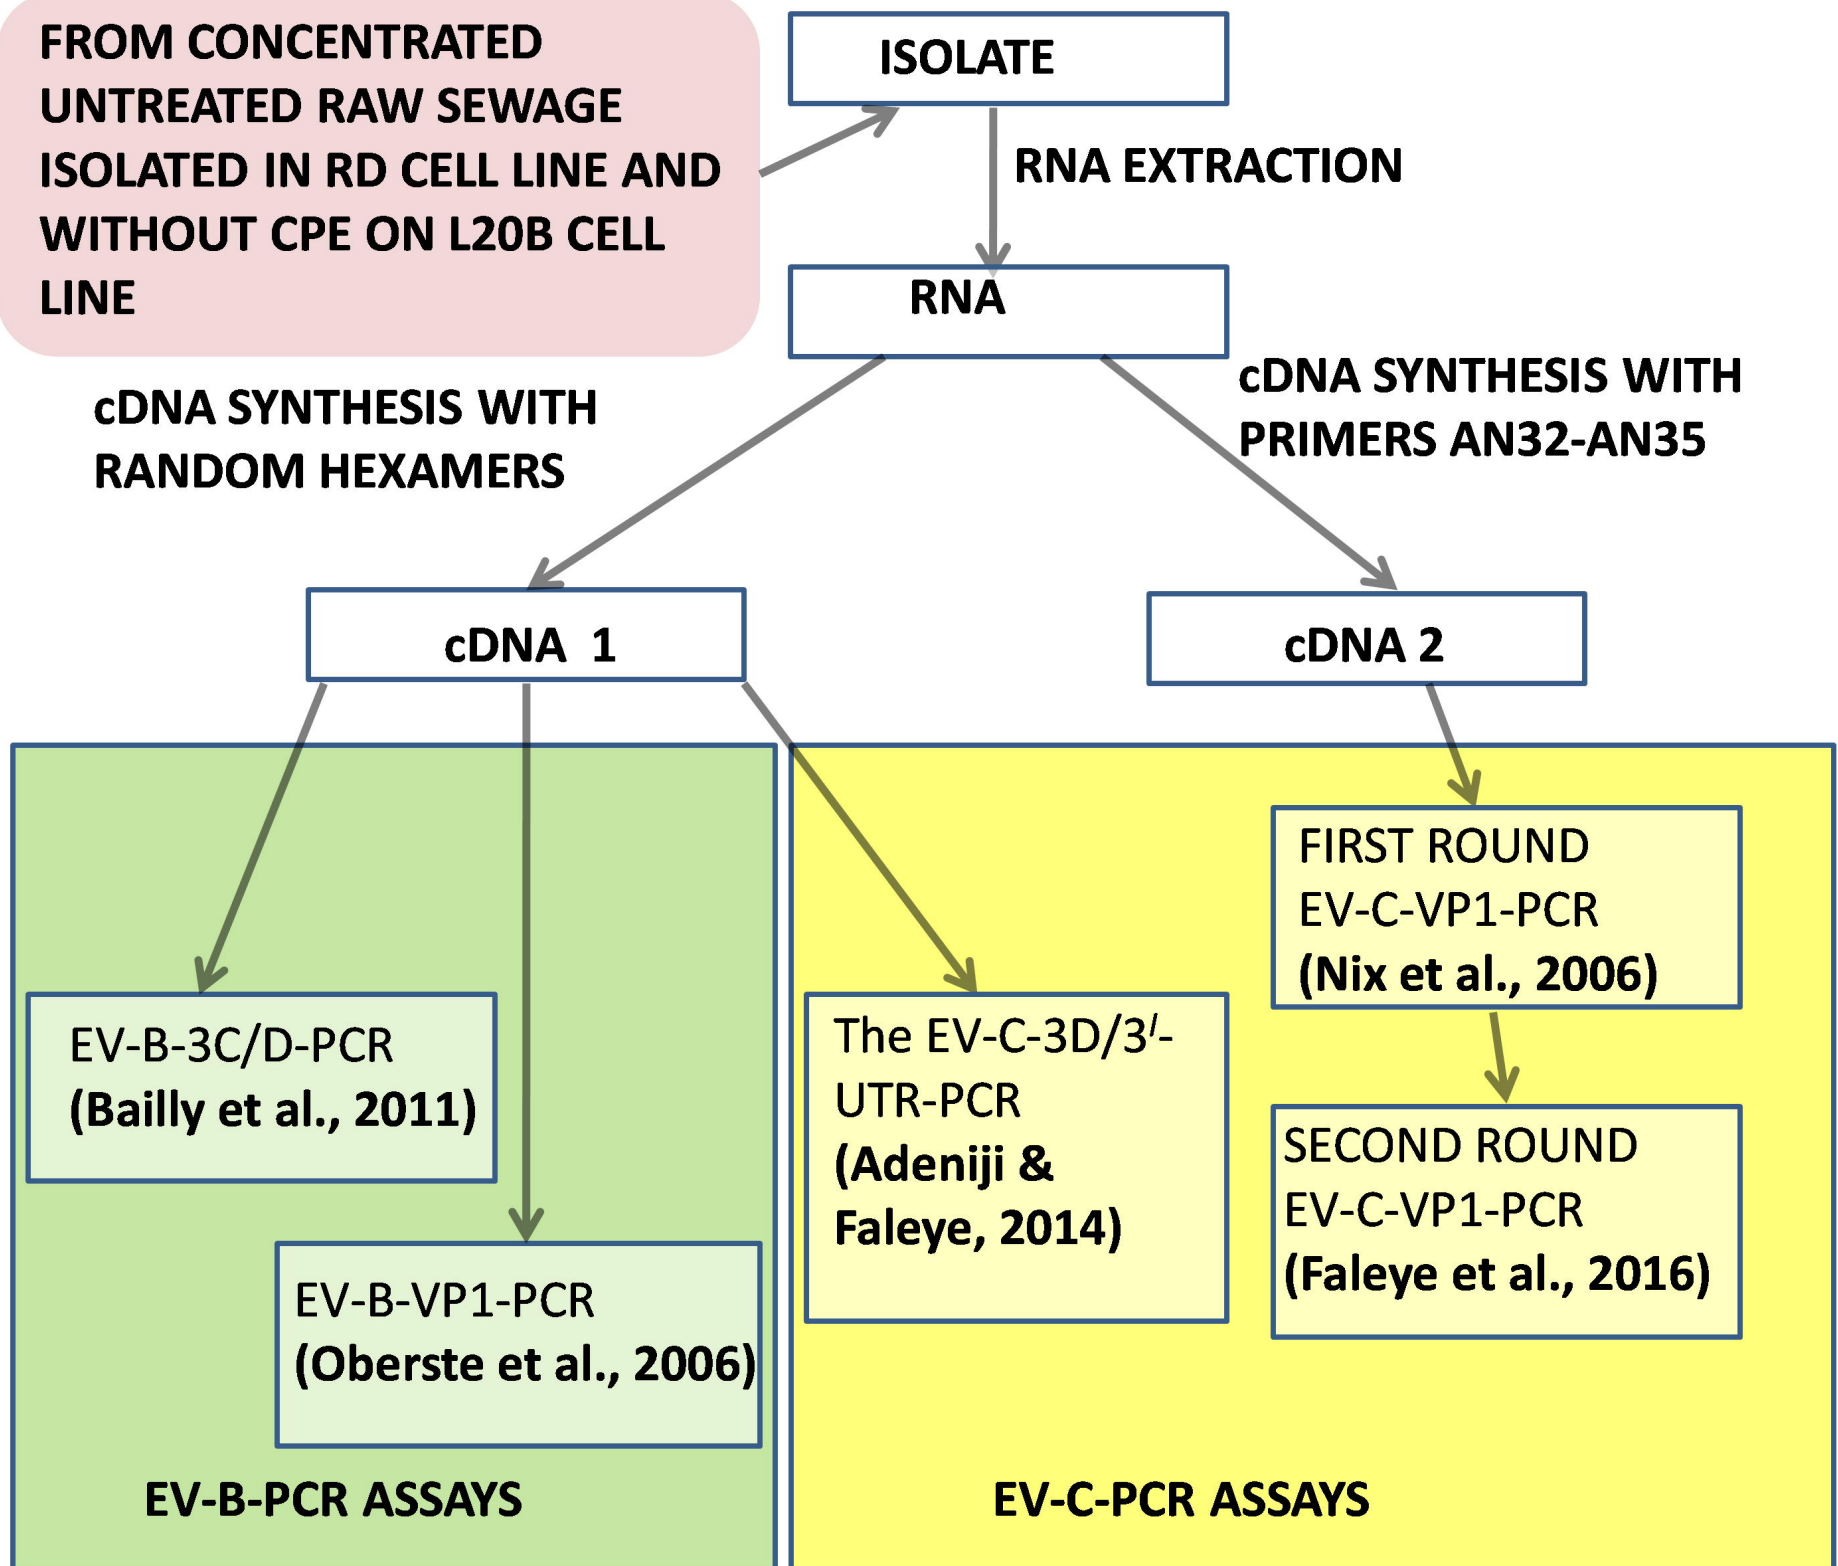 FROM CONCENTRATED
UNTREATED RAW SEWAGE
ISOLATED IN RD CELL LINE AND
WITHOUT CPE ON L20B CELL
LINE
ISOLATE
RNA EXTRACTION
RNA
cDNA SYNTHESIS WITH
RANDOM HEXAMERS
cDNA SYNTHESIS WITH
PRIMERS AN32-AN35
cDNA  1
cDNA 2
EV-B-3C/D-PCR
(Bailly et al., 2011)
EV-B-VP1-PCR
(Oberste et al., 2006)
EV-B-PCR ASSAYS
The EV-C-3D/3/-
UTR-PCR
(Adeniji &
Faleye, 2014)
FIRST ROUND
EV-C-VP1-PCR
(Nix et al., 2006)
SECOND ROUND
EV-C-VP1-PCR
(Faleye et al., 2016)
EV-C-PCR ASSAYS